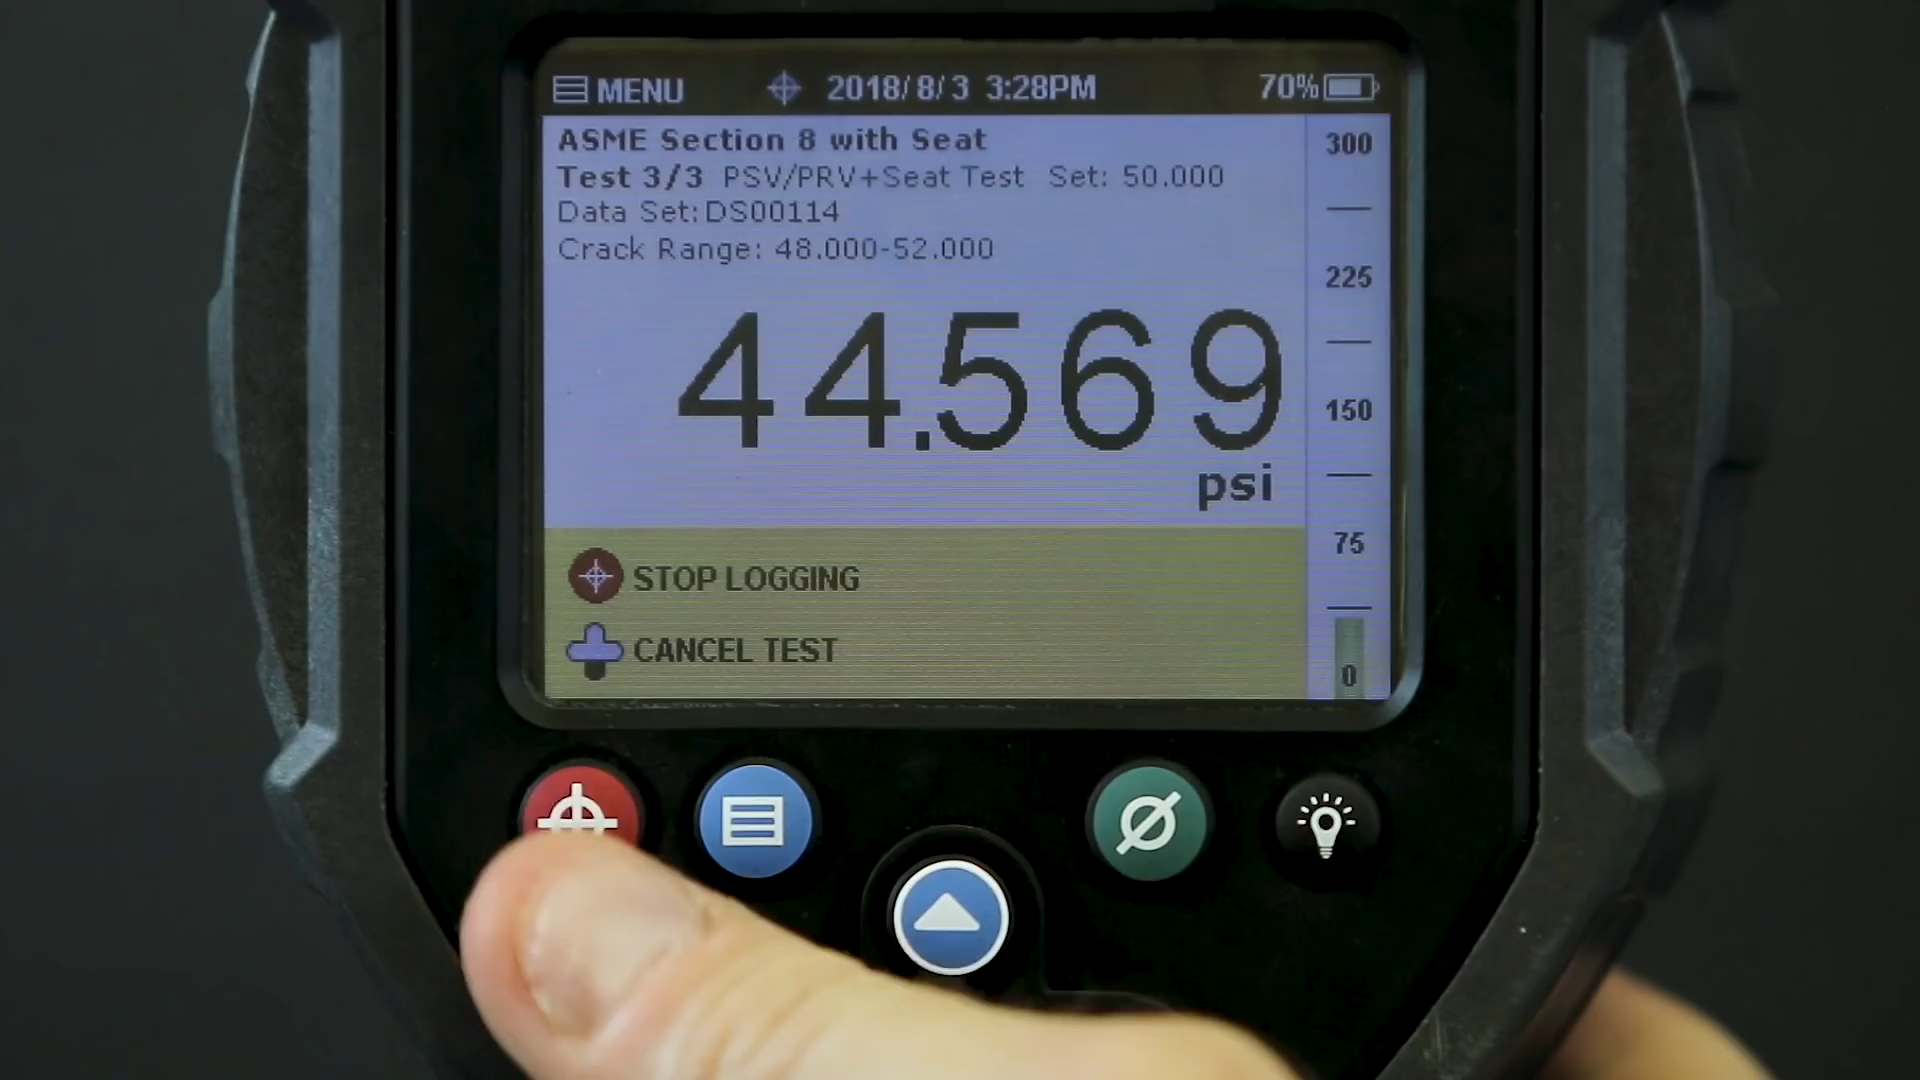 MENU 2018/8/3 3:28PM 70%
ASME Section 8 with Seat
Test 3/3 PSV/PRV+Seat Test Set: 50.000
Data Set: DS00114
Crack Range: 48.000-52.000
44.569
psi
STOP LOGGING
CANCEL TEST
300
225
150
75
0